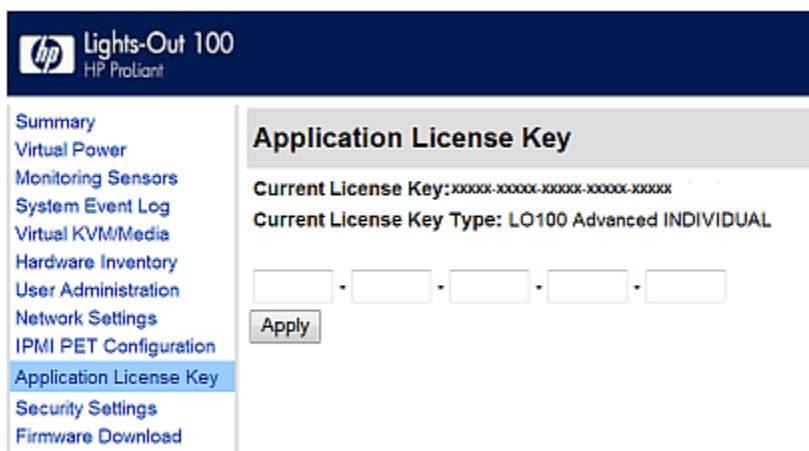 hp
Lights-Out 100
HP ProLiant
Summary
Virtual Power
Monitoring Sensors
System Event Log
Virtual KVM/Media
Hardware Inventory
User Administration
Network Settings
IPMI PET Configuration
Application License Key
Security Settings
Firmware Download
Application License Key
Current License Key:xxxxx-xxxxx-xxxxx-xxxxx-xxxxx
Current License Key Type: LO100 Advanced INDIVIDUAL
- - - -
Apply